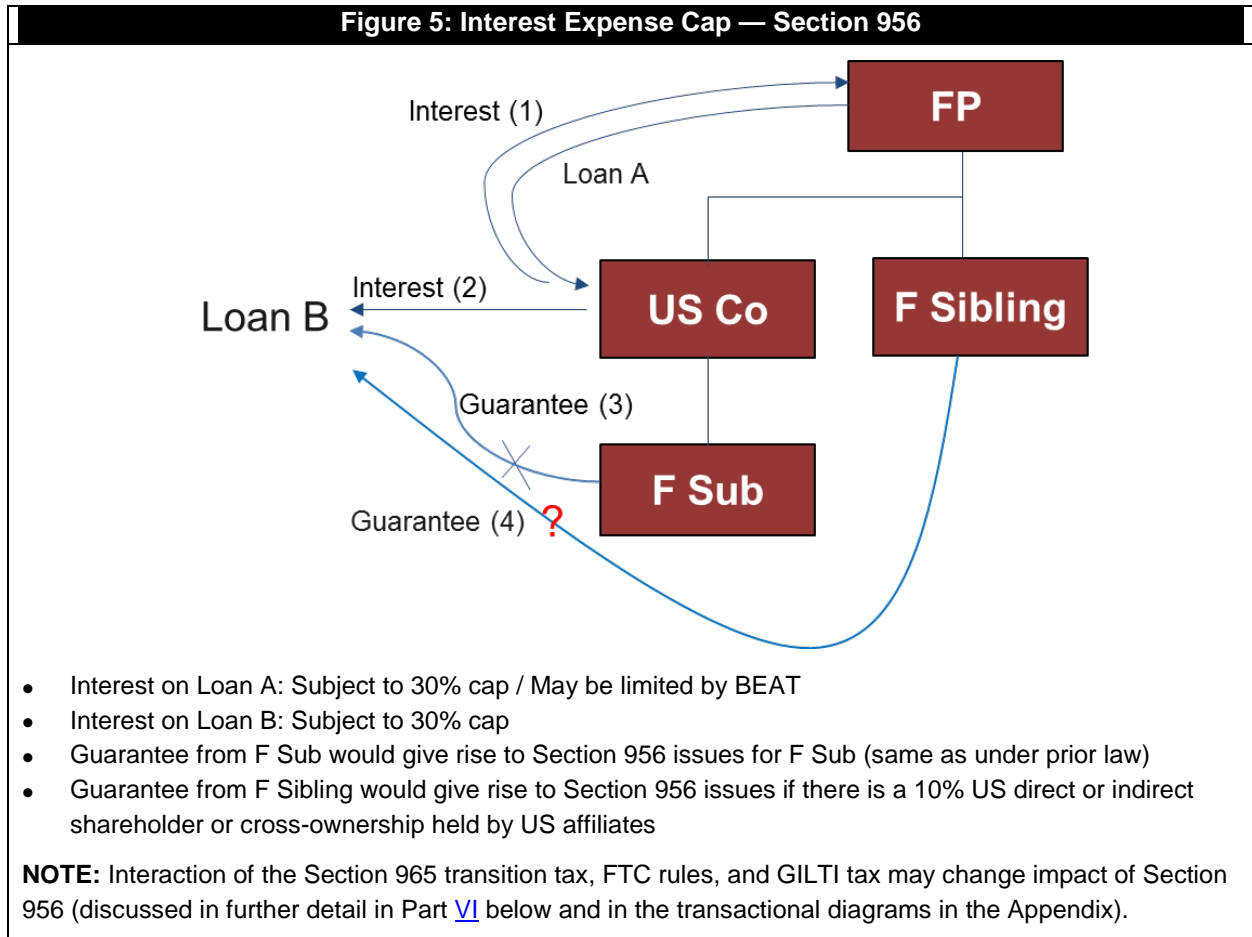 Figure 5: Interest Expense Cap — Section 956
Interest (1)
FP
Loan A
Interest (2)
Loan B
US Co
F Sibling
Guarantee (3)
F Sub
Guarantee (4) ?
• Interest on Loan A: Subject to 30% cap / May be limited by BEAT
• Interest on Loan B: Subject to 30% cap
• Guarantee from F Sub would give rise to Section 956 issues for F Sub (same as under prior law)
• Guarantee from F Sibling would give rise to Section 956 issues if there is a 10% US direct or indirect
shareholder or cross-ownership held by US affiliates
NOTE: Interaction of the Section 965 transition tax, FTC rules, and GILTI tax may change impact of Section
956 (discussed in further detail in Part VI below and in the transactional diagrams in the Appendix).